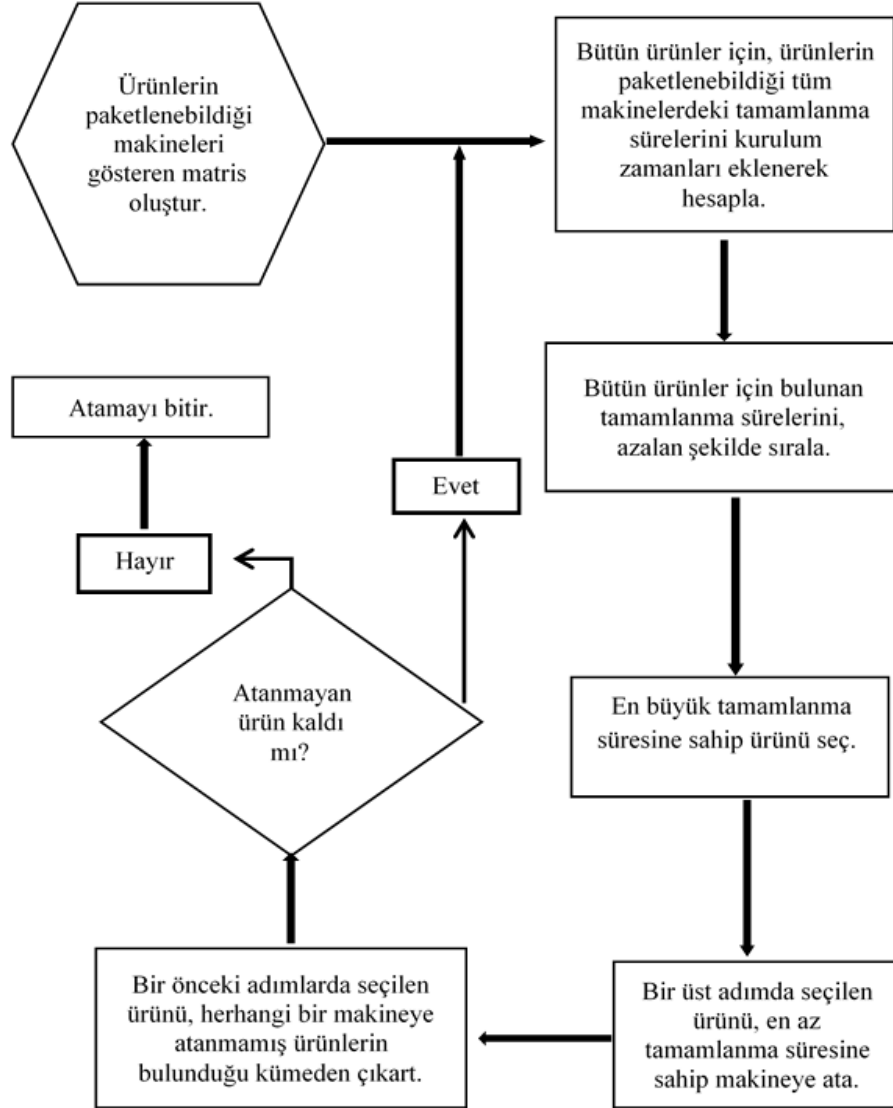 Ürünlerin
paketlenebildiği
makineleri
gösteren matris
oluştur.
Bütün ürünler için, ürünlerin
paketlenebildiği tüm
makinelerdeki tamamlanma
sürelerini kurulum
zamanları eklenerek
hesapla.
Bütün ürünler için bulunan
tamamlanma sürelerini,
azalan şekilde sırala.
En büyük tamamlanma
süresine sahip ürünü seç.
Bir üst adımda seçilen
ürünü, en az
tamamlanma süresine
sahip makineye ata.
Bir önceki adımlarda seçilen
ürünü, herhangi bir makineye
atanmamış ürünlerin
bulunduğu kümeden çıkart.
Atanmayan
ürün kaldı
mı?
Evet
Hayır
Atamayı bitir.